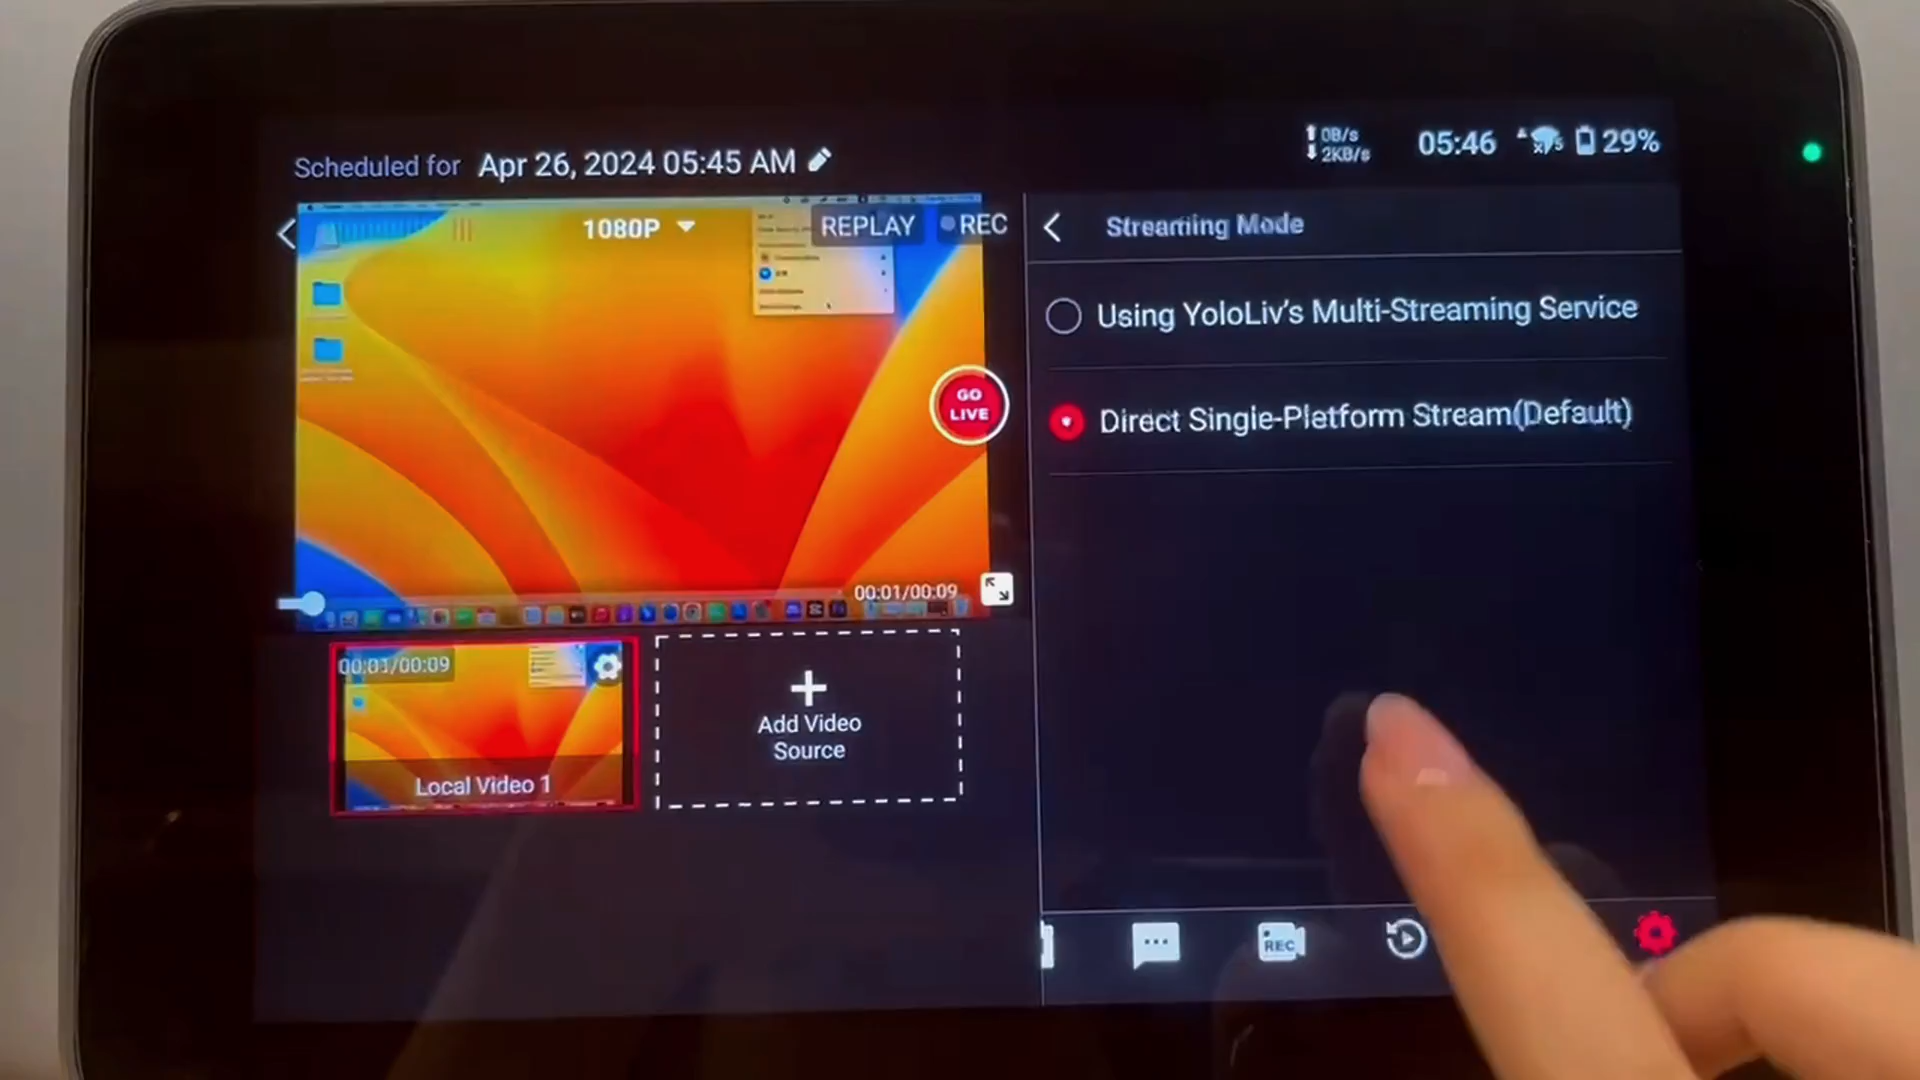 0B/s
2KB/s
05:46
29%
Scheduled for Apr 26, 2024 05:45 AM
1080P
REPLAY
REC
Streaming Mode
Using YoloLiv's Multi-Streaming Service
GO
LIVE
Direct Single-Platform Stream(Default)
00:01/00:09
00:01/00:09
Add Video
Source
Local Video 1
REC